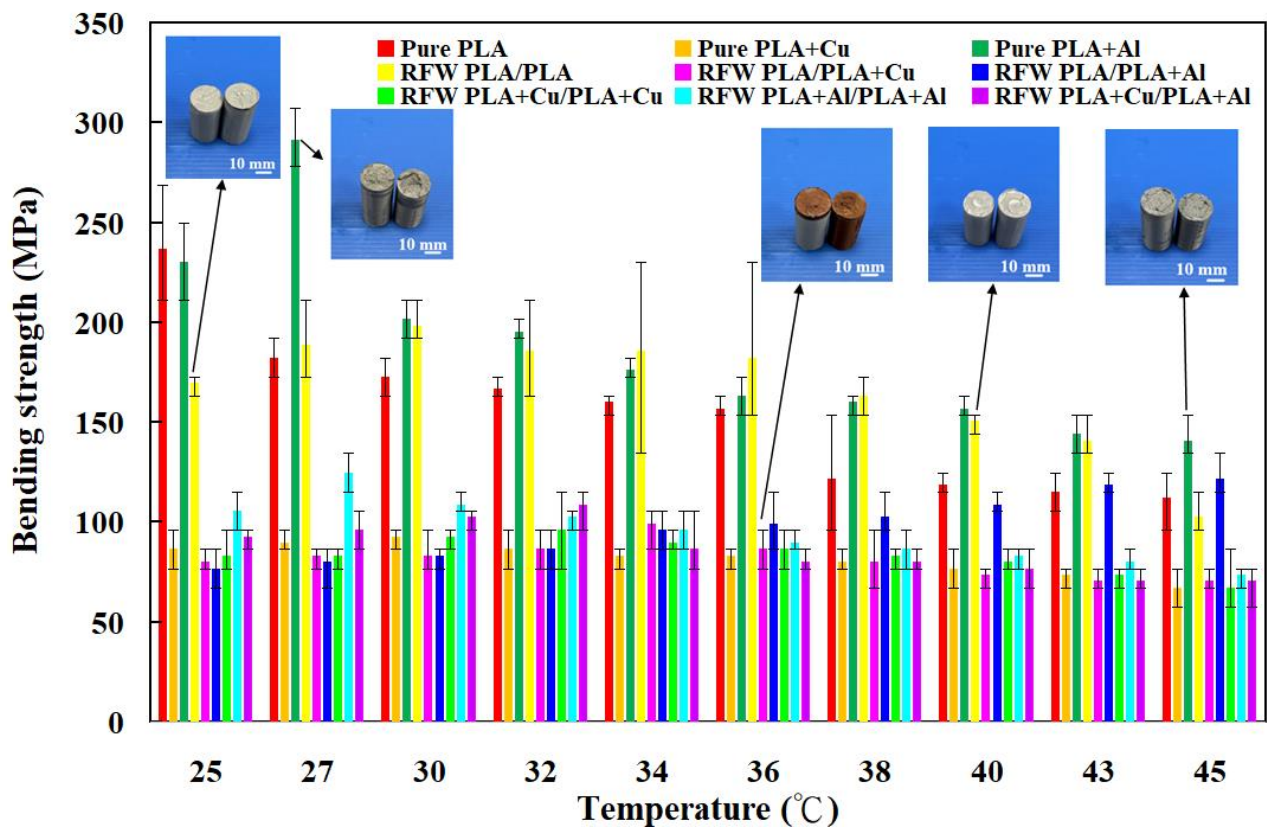 350
300
250
200
150
100
50
0
Bending strength (MPa)
Pure PLA
Pure PLA+Cu
Pure PLA+Al
RFW PLA/PLA
RFW PLA/PLA+Cu
RFW PLA/PLA+Al
RFW PLA+Cu/PLA+Cu
RFW PLA+Al/PLA+Al
RFW PLA+Cu/PLA+Al
10 mm
10 mm
10 mm
10 mm
10 mm
25 27 30 32 34 36 38 40 43 45
Temperature (℃)